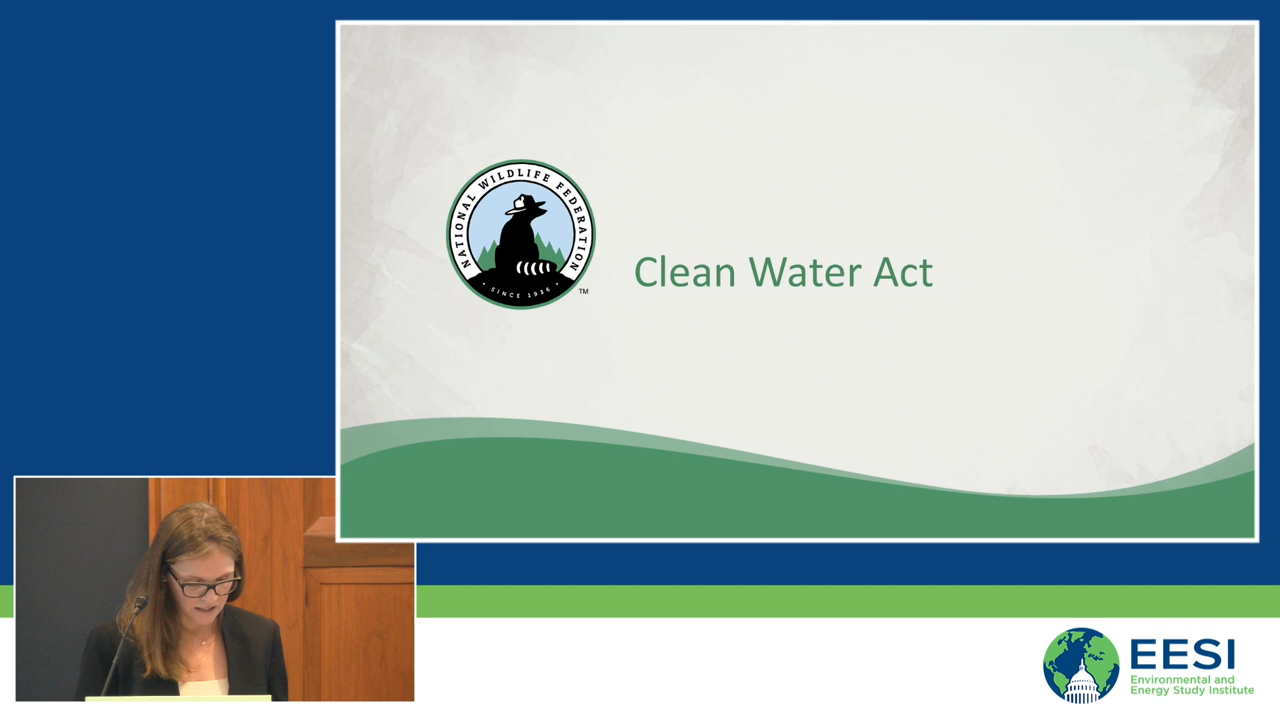 NATIONAL WILDLIFE FEDERATION
• SINCE 1936 •
TM
Clean Water Act
EESI
Environmental and
Energy Study Institute